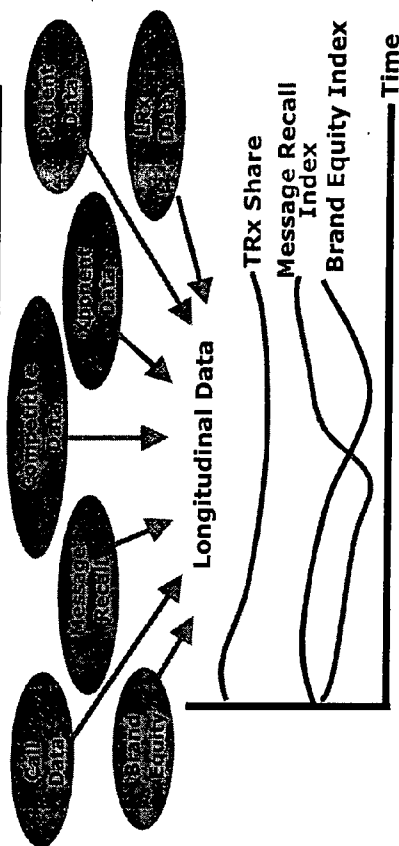 Call
Data
Message
Recall
Competitive
Data
Xponent
Data
Patient
Data
Brand
Equity
LRx
Data
Longitudinal Data
TRx Share
Message Recall
Index
Brand Equity Index
Time